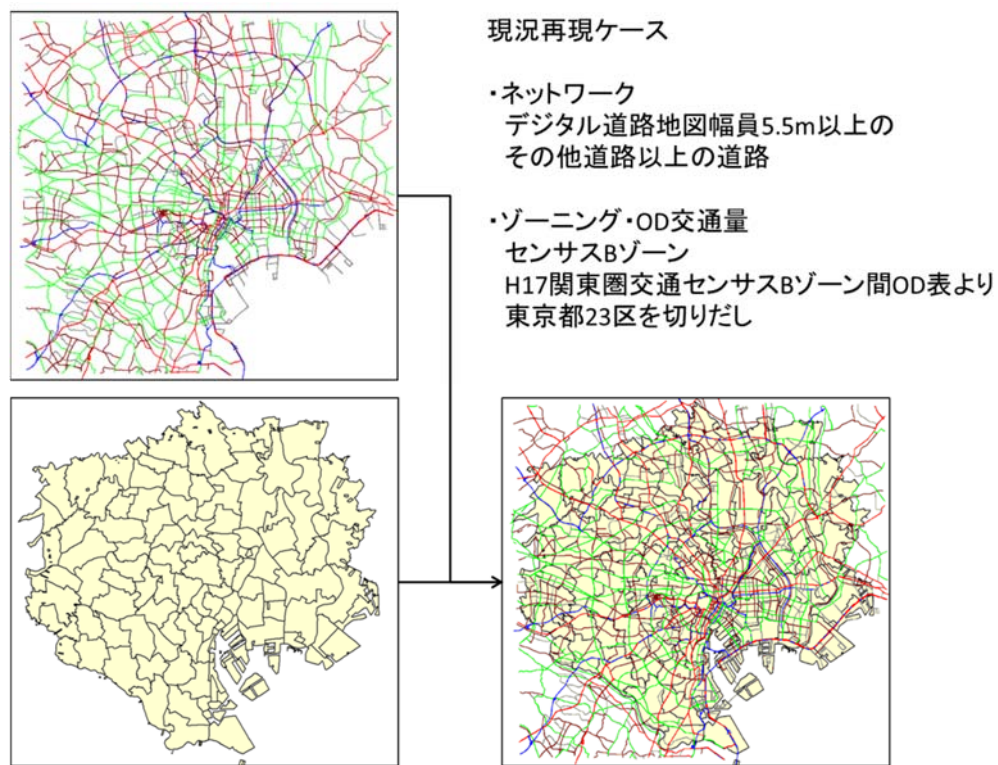 現況再現ケース
・ネットワーク
デジタル道路地図幅員5.5m以上の
その他道路以上の道路
・ゾーニング・OD交通量
センサスBゾーン
H17関東圏交通センサスBゾーン間OD表より
東京都23区を切りだし